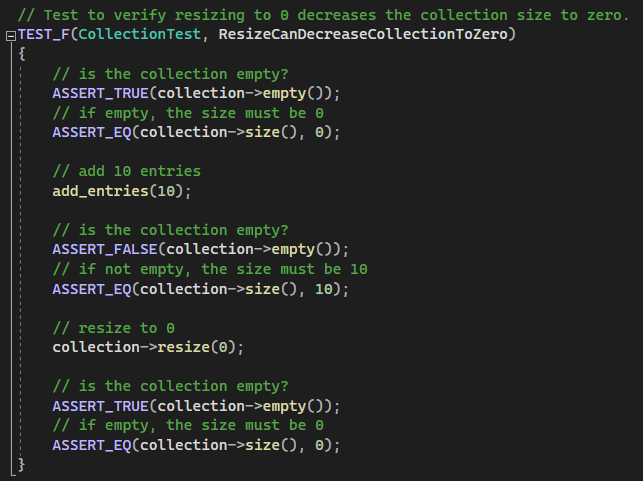 // Test to verify resizing to 0 decreases the collection size to zero.
TEST_F(CollectionTest, ResizeCanDecreaseCollectionToZero)
{
// is the collection empty?
ASSERT_TRUE(collection->empty());
// if empty, the size must be 0
ASSERT_EQ(collection->size(), 0);
// add 10 entries
add_entries(10);
// is the collection empty?
ASSERT_FALSE(collection->empty());
// if not empty, the size must be 10
ASSERT_EQ(collection->size(), 10);
// resize to 0
collection->resize(0);
// is the collection empty?
ASSERT_TRUE(collection->empty());
// if empty, the size must be 0
ASSERT_EQ(collection->size(), 0);
}